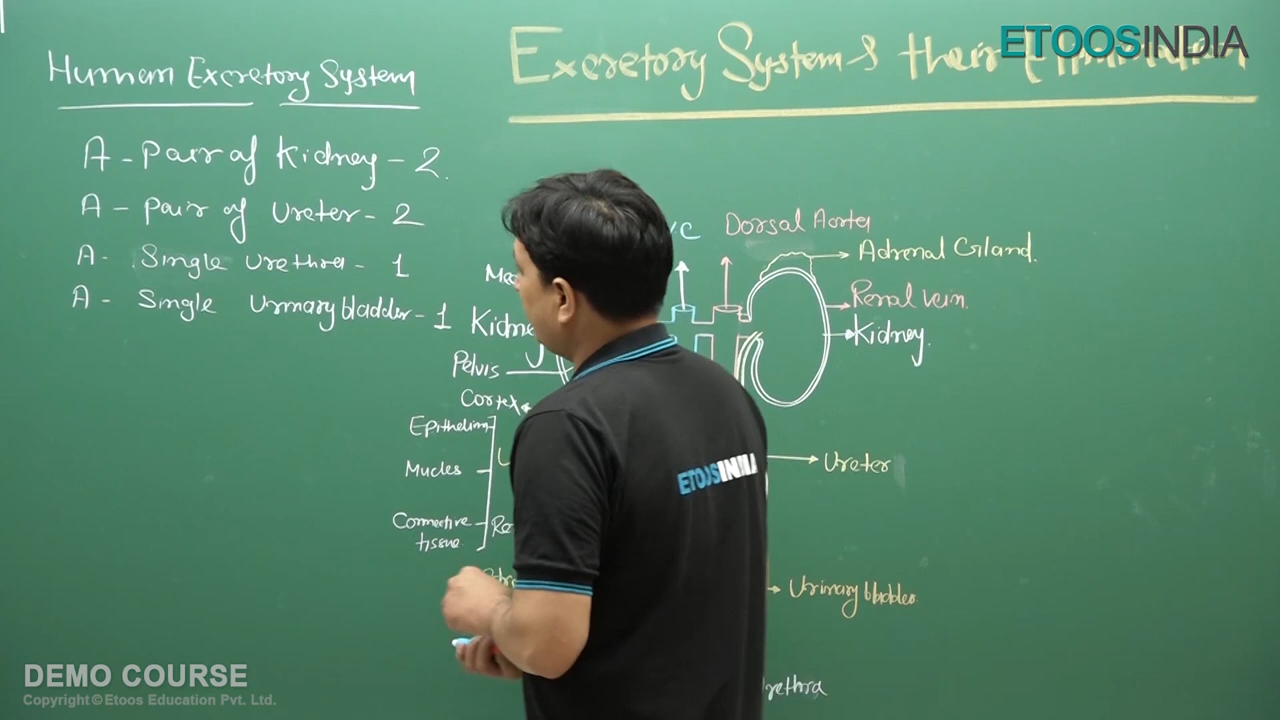 ETOOSINDIA
Excretory System & their
Human Excretory System
A - Pair of Kidney - 2.
A - Pair of Ureter - 2
A - Single Urethra - 1
A - Single Urinary bladder - 1
/C
Dorsal Aorta
Adrenal Gland.
Renal vein.
Kidney.
Kidney
Pelvis
Cortex
Epithelium
Mucles
Connective
tissue.
Ureter
Urinary bladder
ETOOSINDIA
DEMO COURSE
Copyright © Etoos Education Pvt. Ltd.